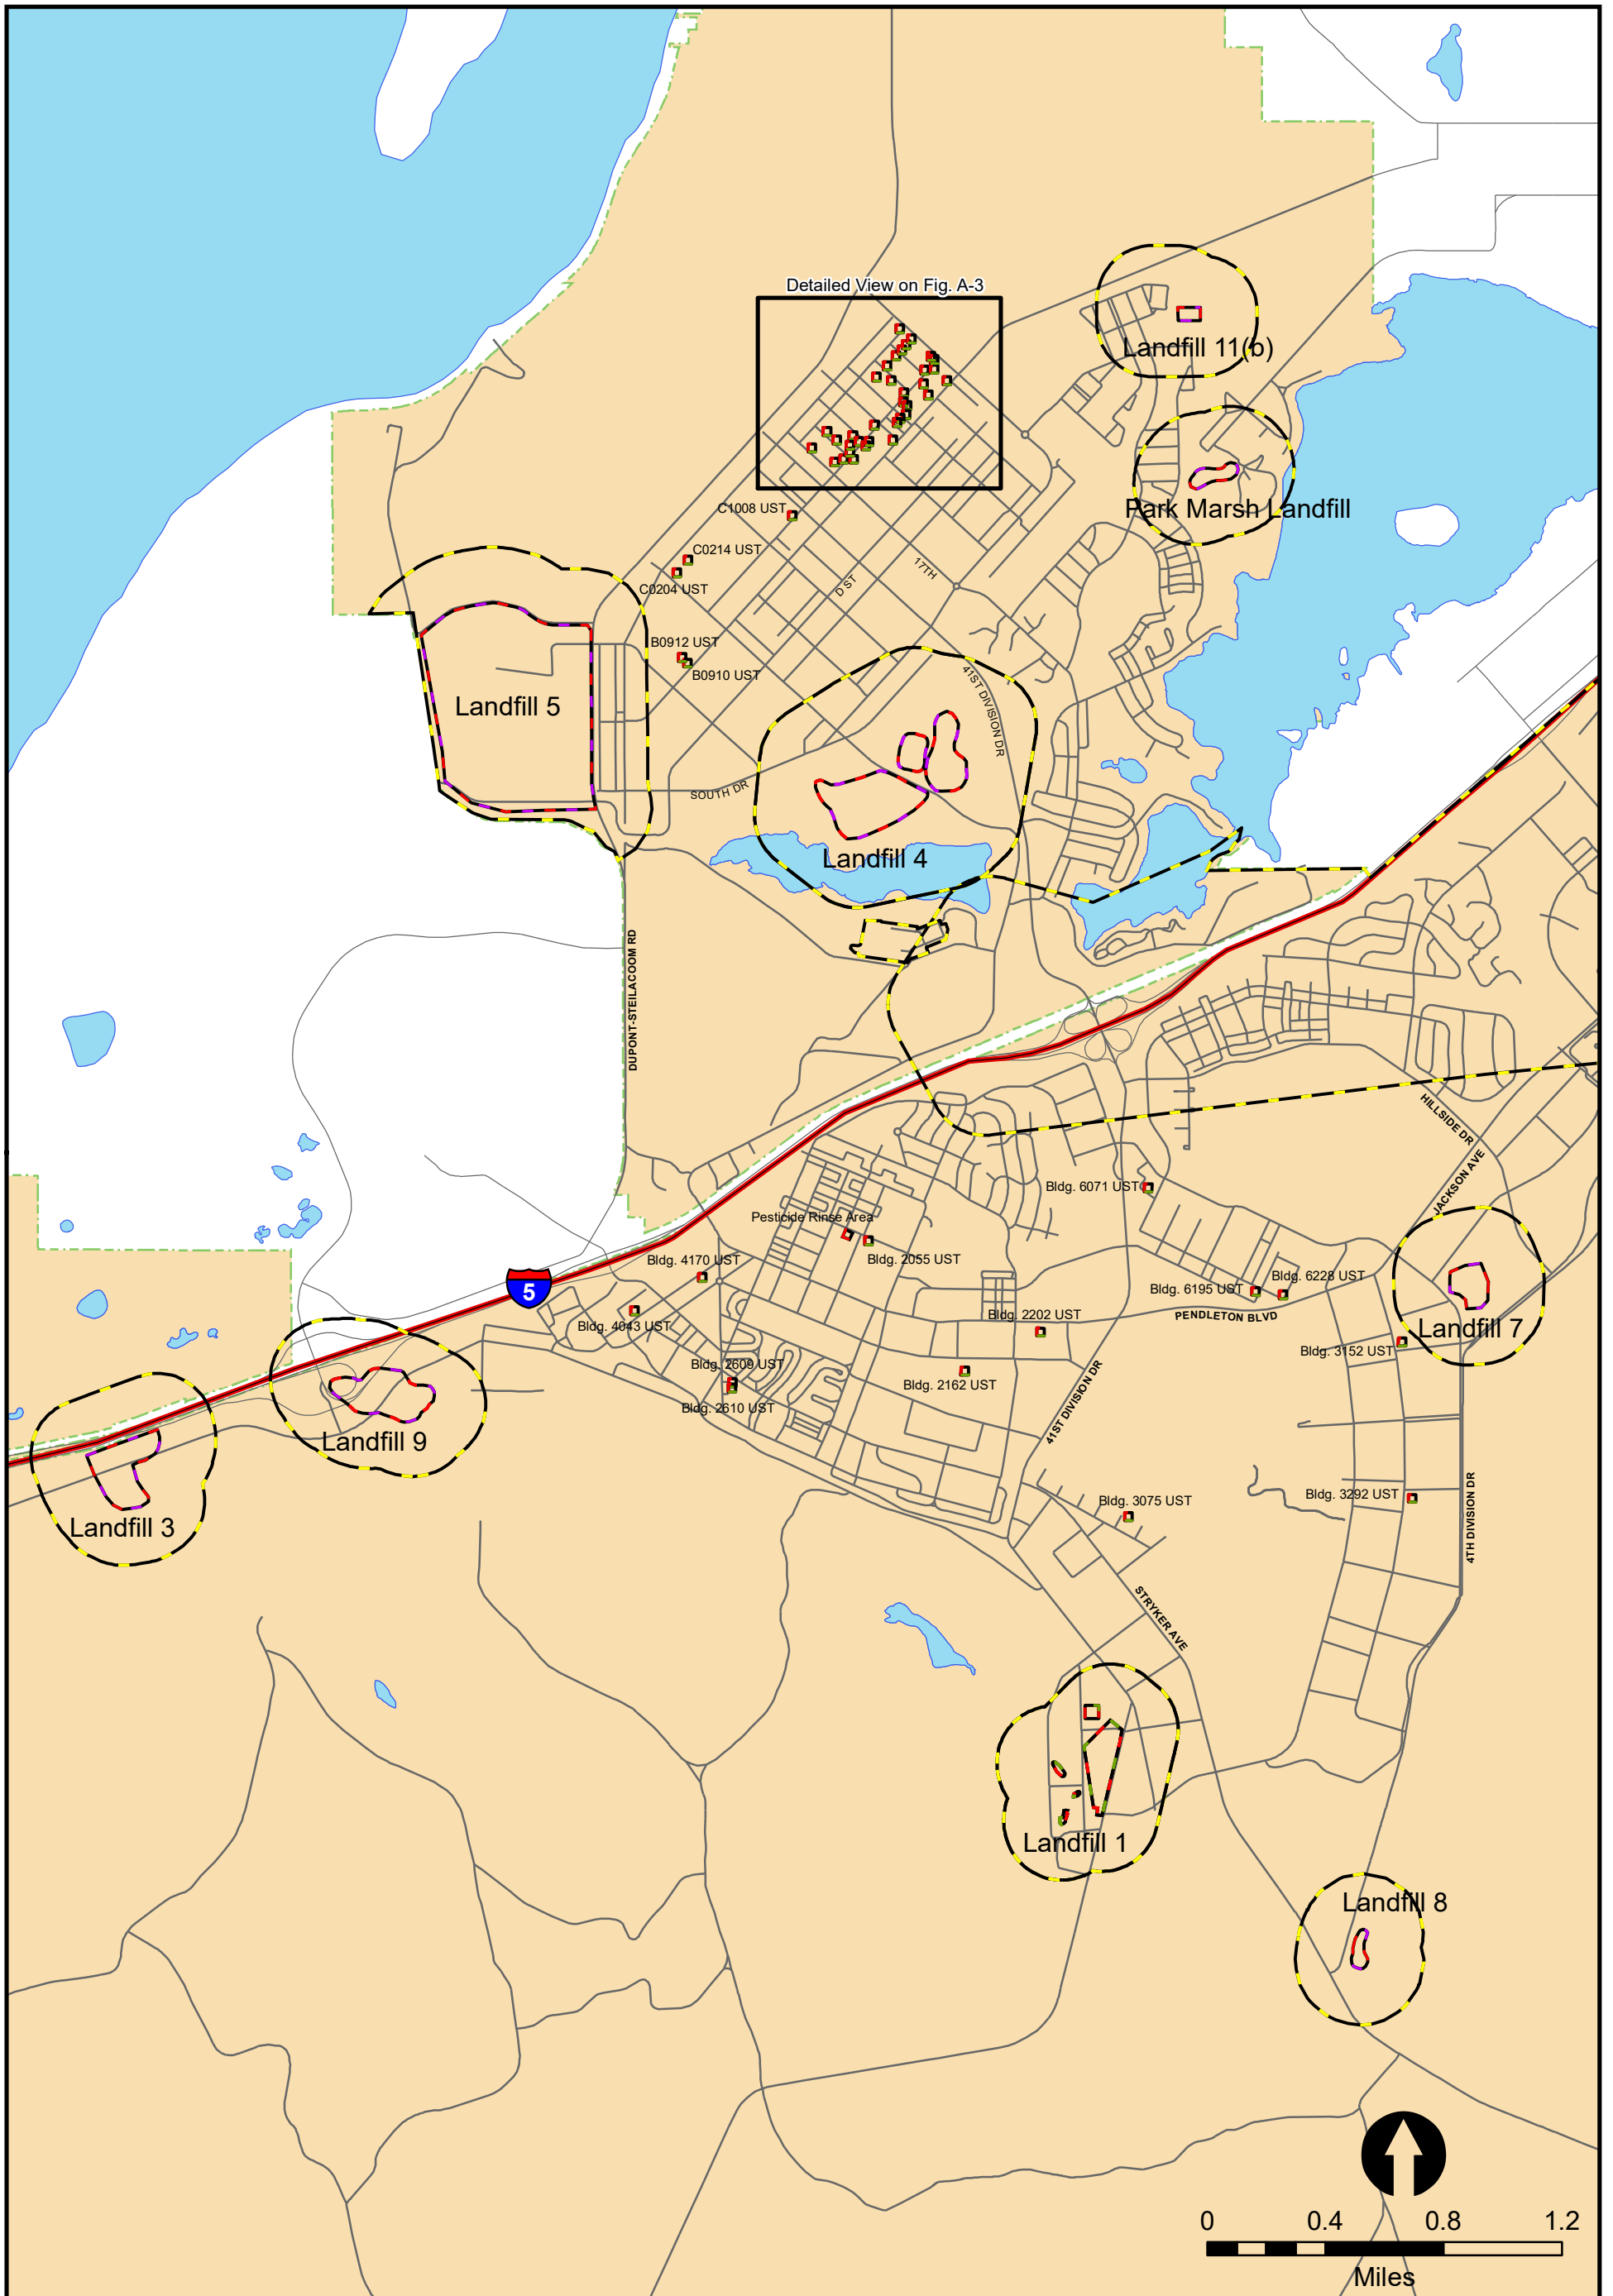 Detailed View on Fig. A-3
Landfill 11(b)
Park Marsh Landfill
C1008 UST
C0214 UST
C0204 UST
17TH
D ST
B0912 UST
B0910 UST
41ST DIVISION DR
Landfill 5
SOUTH DR
Landfill 4
DUPONT-STEILACOOM RD
HILLSIDE DR
JACKSON AVE
Bldg. 6071 UST
Pesticide Rinse Area
Bldg. 2055 UST
Bldg. 4170 UST
5
Bldg. 6228 UST
Bldg. 6195 UST
PENDLETON BLVD
Bldg. 2202 UST
Bldg. 4043 UST
Landfill 7
Bldg. 3152 UST
Bldg. 2609 UST
Bldg. 2162 UST
Bldg. 2610 UST
41ST DIVISION DR
Landfill 9
Landfill 3
Bldg. 3292 UST
Bldg. 3075 UST
4TH DIVISION DR
STRYKER AVE
Landfill 1
Landfill 8
0 0.4 0.8 1.2
Miles